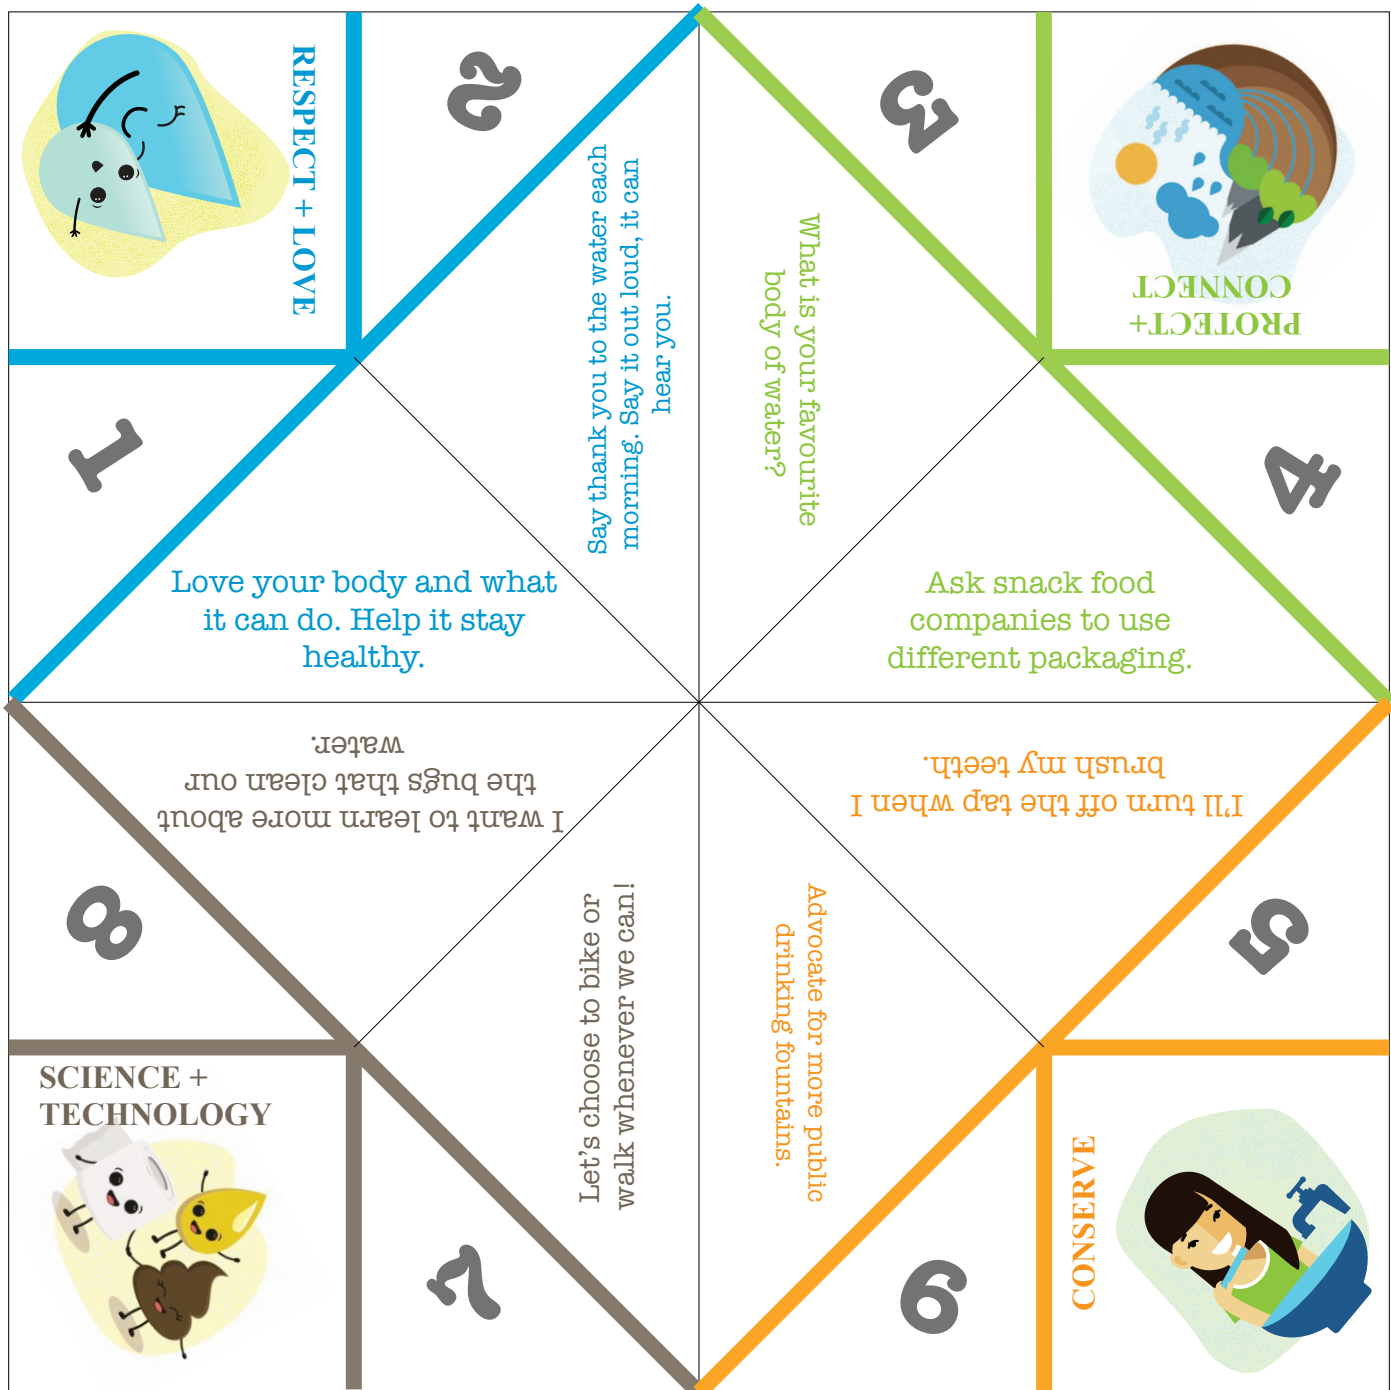 RESPECT + LOVE
2
3
PROTECT+
CONNECT
1
4
Say thank you to the water each
morning. Say it out loud, it can
hear you.
What is your favourite
body of water?
Love your body and what
it can do. Help it stay
healthy.
Ask snack food
companies to use
different packaging.
I want to learn more about
the bugs that clean our
water.
I'll turn off the tap when I
brush my teeth.
8
5
Let's choose to bike or
walk whenever we can!
Advocate for more public
drinking fountains.
SCIENCE +
TECHNOLOGY
7
6
CONSERVE